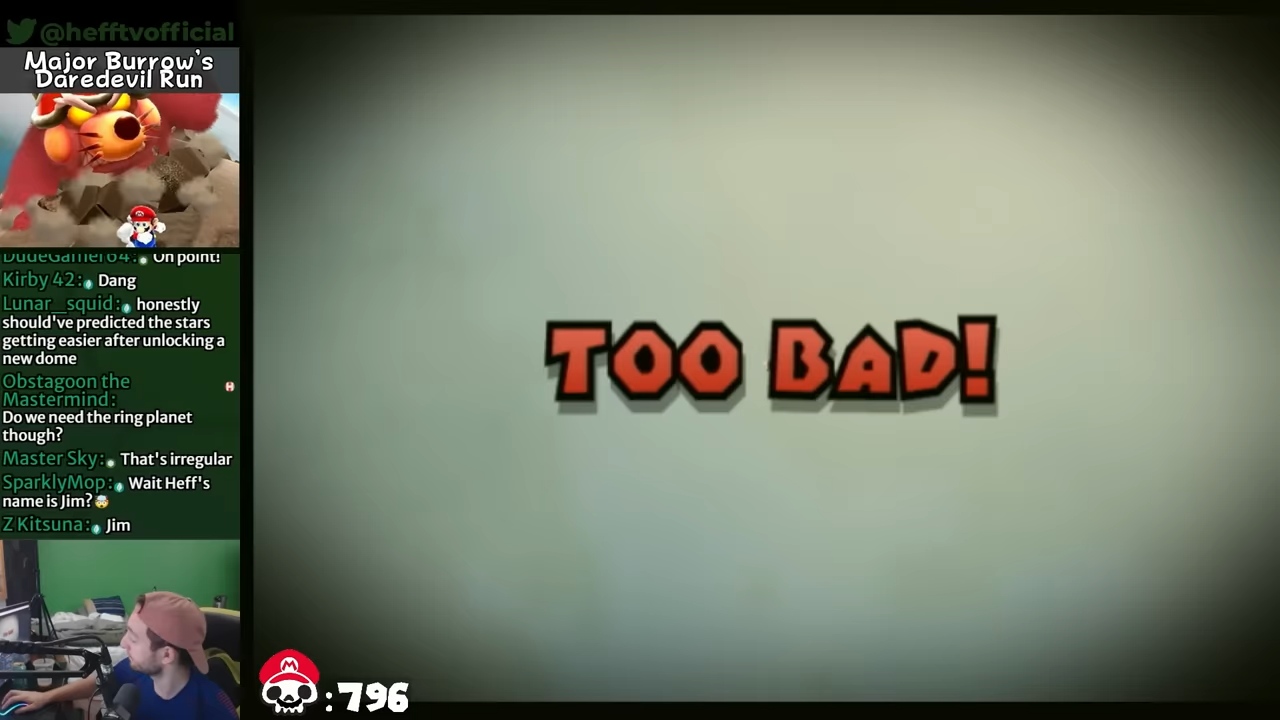 @hefftvofficial
Major Burrow's
Daredevil Run
DudeGamer64: On point!
Kirby 42: Dang
Lunar_squid: honestly
should've predicted the stars
getting easier after unlocking a
new dome
Obstagoon the
Mastermind:
Do we need the ring planet
though?
Master Sky: That's irregular
SparklyMop: Wait Heff's
name is Jim?🤯
Z Kitsuna: Jim
TOO BAD!
M
:796